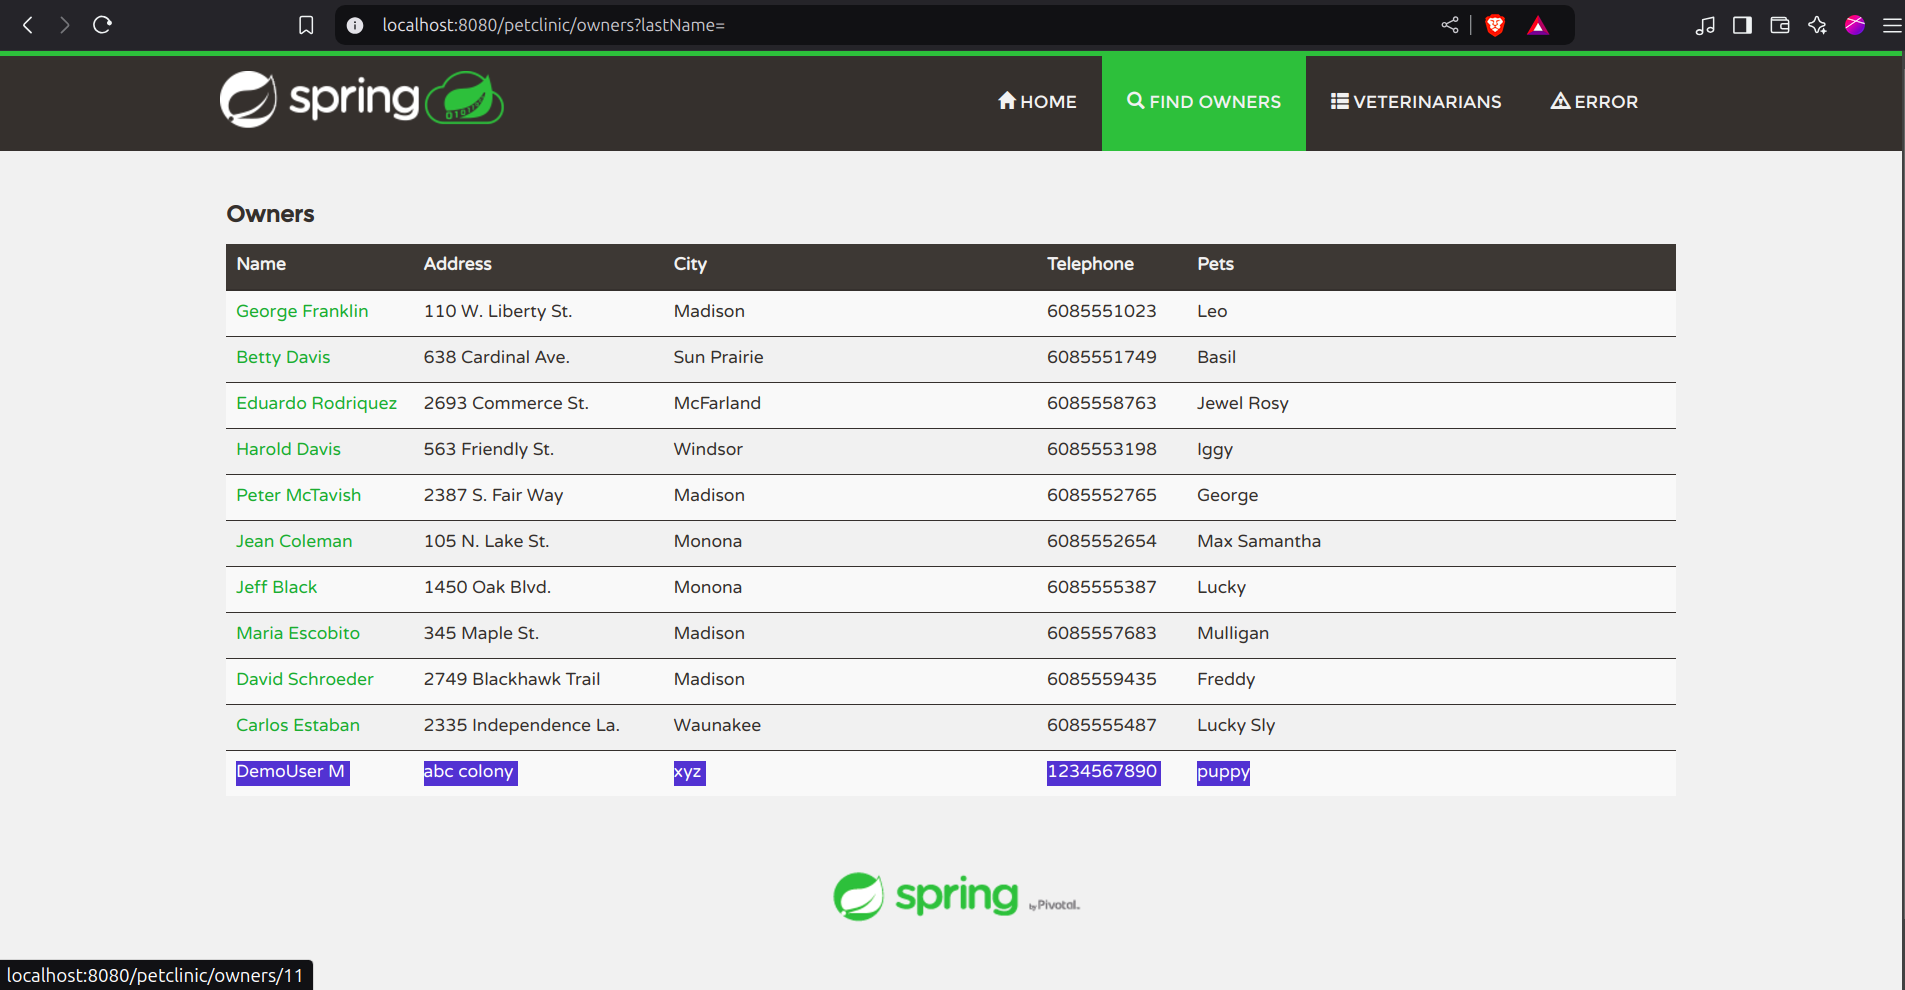 localhost:8080/petclinic/owners?lastName=
spring HOME FIND OWNERS VETERINARIANS ERROR
Owners
Name Address City Telephone Pets
George Franklin 110 W. Liberty St. Madison 6085551023 Leo
Betty Davis 638 Cardinal Ave. Sun Prairie 6085551749 Basil
Eduardo Rodriquez 2693 Commerce St. McFarland 6085558763 Jewel Rosy
Harold Davis 563 Friendly St. Windsor 6085553198 Iggy
Peter McTavish 2387 S. Fair Way Madison 6085552765 George
Jean Coleman 105 N. Lake St. Monona 6085552654 Max Samantha
Jeff Black 1450 Oak Blvd. Monona 6085555387 Lucky
Maria Escobito 345 Maple St. Madison 6085557683 Mulligan
David Schroeder 2749 Blackhawk Trail Madison 6085559435 Freddy
Carlos Estaban 2335 Independence La. Waunakee 6085555487 Lucky Sly
DemoUser M abc colony xyz 1234567890 puppy
spring by Pivotal.
localhost:8080/petclinic/owners/11